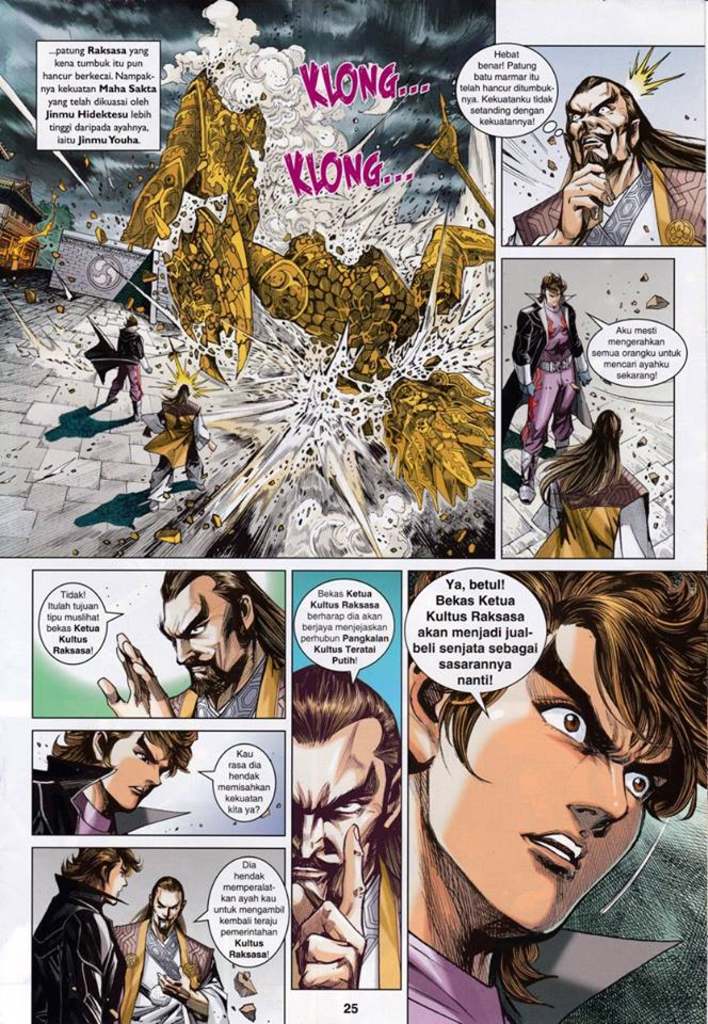 ...patung Raksasa yang
kena tumbuk itu pun
hancur berkecai. Nampak-
nya kekuatan Maha Sakta
yang telah dikuasai oleh
Jinmu Hidektesu lebih
tinggi daripada ayahnya,
iaitu Jinmu Youha.
KLONG...
KLONG...
Hebat
benar! Patung
batu marmar itu
telah hancur ditumbuk-
nya. Kekuatanku tidak
setanding dengan
kekuatannya!
Aku mesti
mengerahkan
semua orangku untuk
mencari ayahku
sekarang!
Tidak!
Itulah tujuan
tipu muslihat
bekas Ketua
Kultus
Raksasa!
Kau
rasa dia
hendak
memisahkan
kekuatan
kita ya?
Dia
hendak
memperalat-
kan ayah kau
untuk mengambil
kembali teraju
pemerintahan
Kultus
Raksasa!
Bekas Ketua
Kultus Raksasa
berharap dia akan
berjaya menjejaskan
perhubun Pangkalan
Kultus Teratai
Putih!
Ya, betul!
Bekas Ketua
Kultus Raksasa
akan menjadi jual-
beli senjata sebagai
sasarannya
nanti!
25